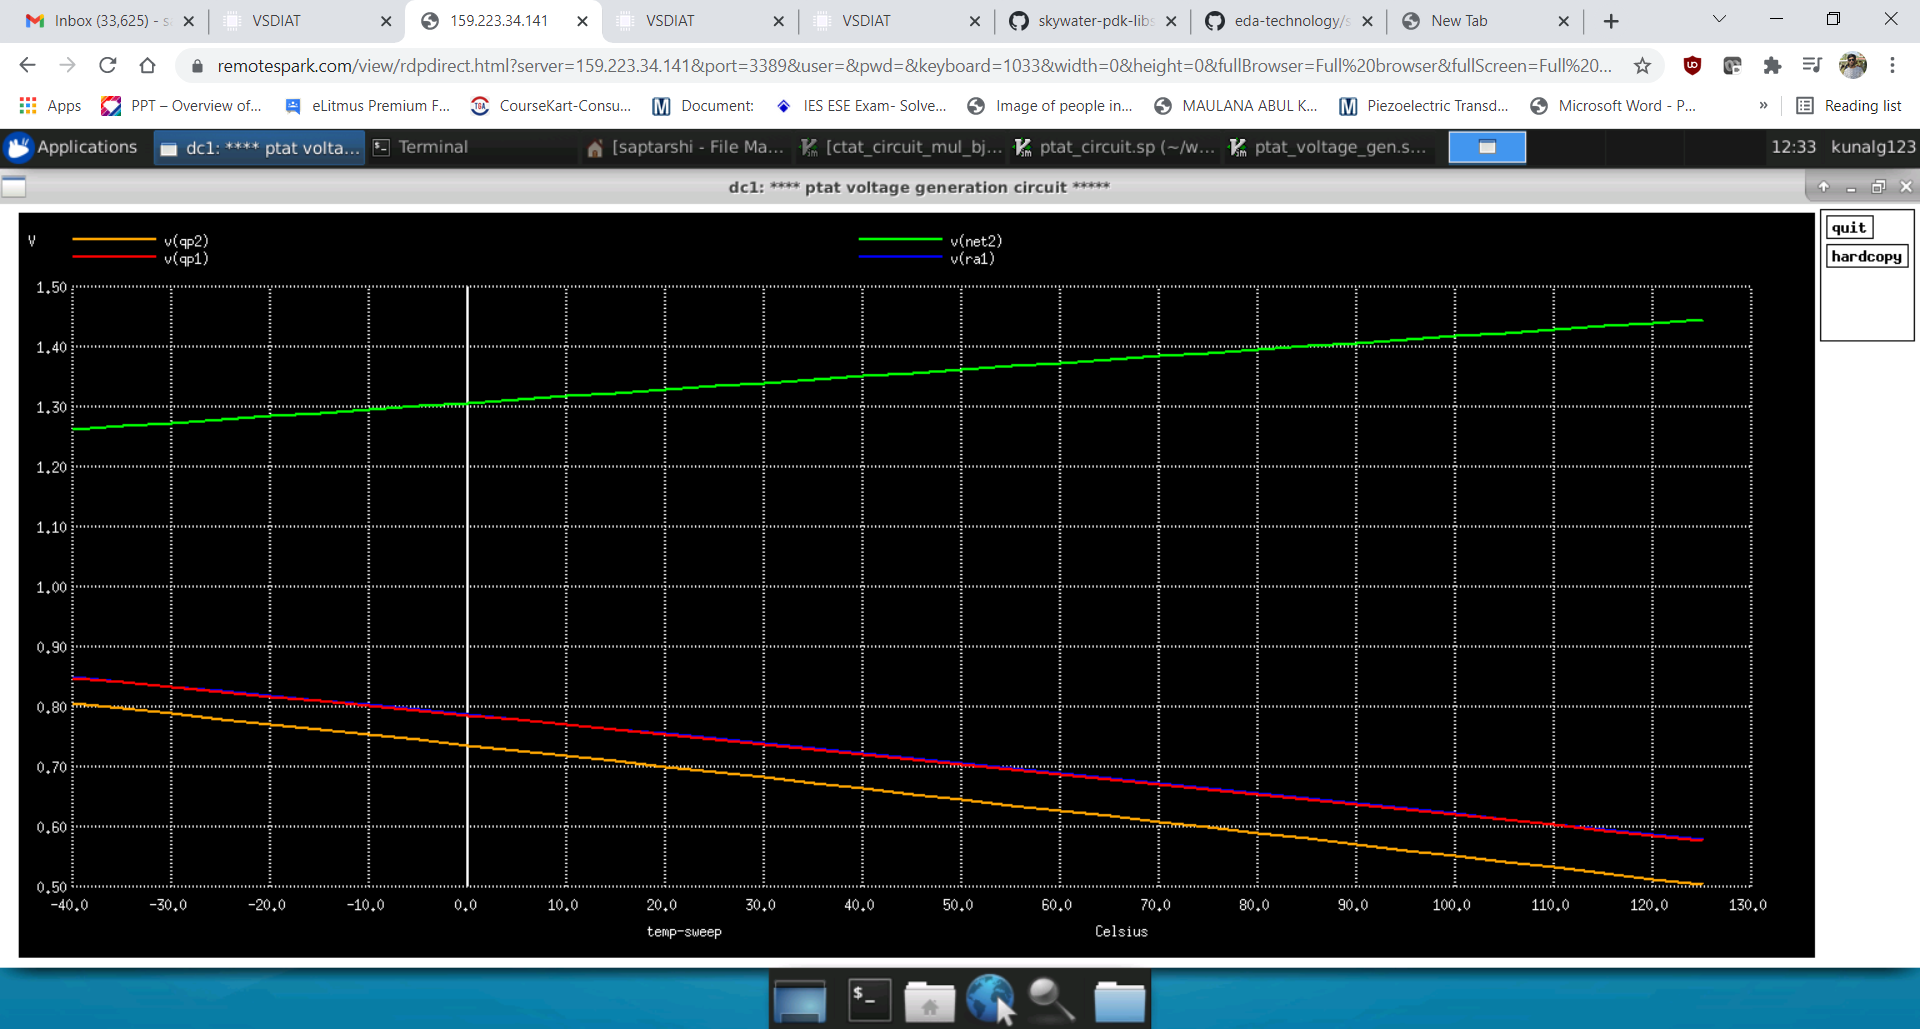 Inbox (33,625) - s
VSDIAT
159.223.34.141
VSDIAT
VSDIAT
skywater-pdk-libs
eda-technology/s
New Tab
remotespark.com/view/rdpdirect.html?server=159.223.34.141&port=3389&user=&pwd=&keyboard=1033&width=0&height=0&fullBrowser=Full%20browser&fullScreen=Full%20...
Apps
PPT – Overview of...
eLitmus Premium F...
CourseKart-Consu...
Document:
IES ESE Exam- Solve...
Image of people in...
MAULANA ABUL K...
Piezoelectric Transd...
Microsoft Word - P...
»
Reading list
Applications
dc1: **** ptat volta...
Terminal
[saptarshi - File Ma...
[ctat_circuit_mul_bj...
ptat_circuit.sp (~/w...
ptat_voltage_gen.s...
12:33
kunalg123
dc1: **** ptat voltage generation circuit *****
quit
hardcopy
V
v(qp2)
v(qp1)
v(net2)
v(ra1)
1.50
1.40
1.30
1.20
1.10
1.00
0.90
0.80
0.70
0.60
0.50
-40.0 -30.0 -20.0 -10.0 0.0 10.0 20.0 30.0 40.0 50.0 60.0 70.0 80.0 90.0 100.0 110.0 120.0 130.0
temp-sweep
Celsius
$_